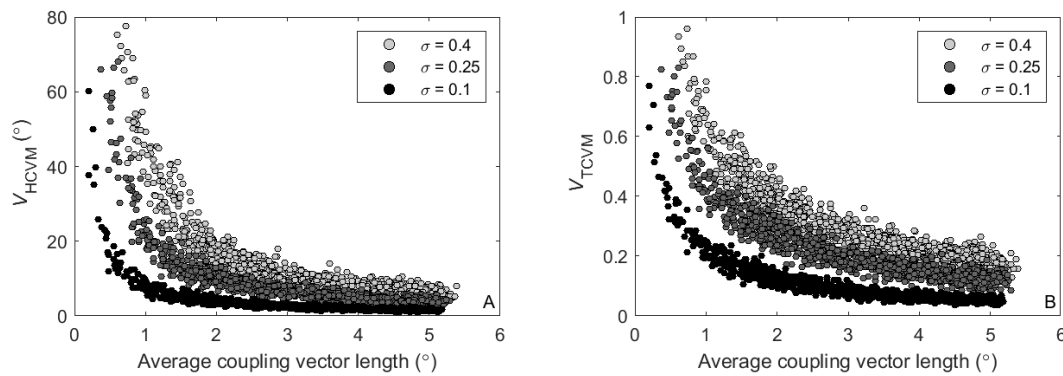 80
60
40
20
0
V_HCVM (°)
σ = 0.4
σ = 0.25
σ = 0.1
A
0 1 2 3 4 5 6
Average coupling vector length (°)
1
0.8
0.6
0.4
0.2
0
V_TCVM
σ = 0.4
σ = 0.25
σ = 0.1
B
0 1 2 3 4 5 6
Average coupling vector length (°)